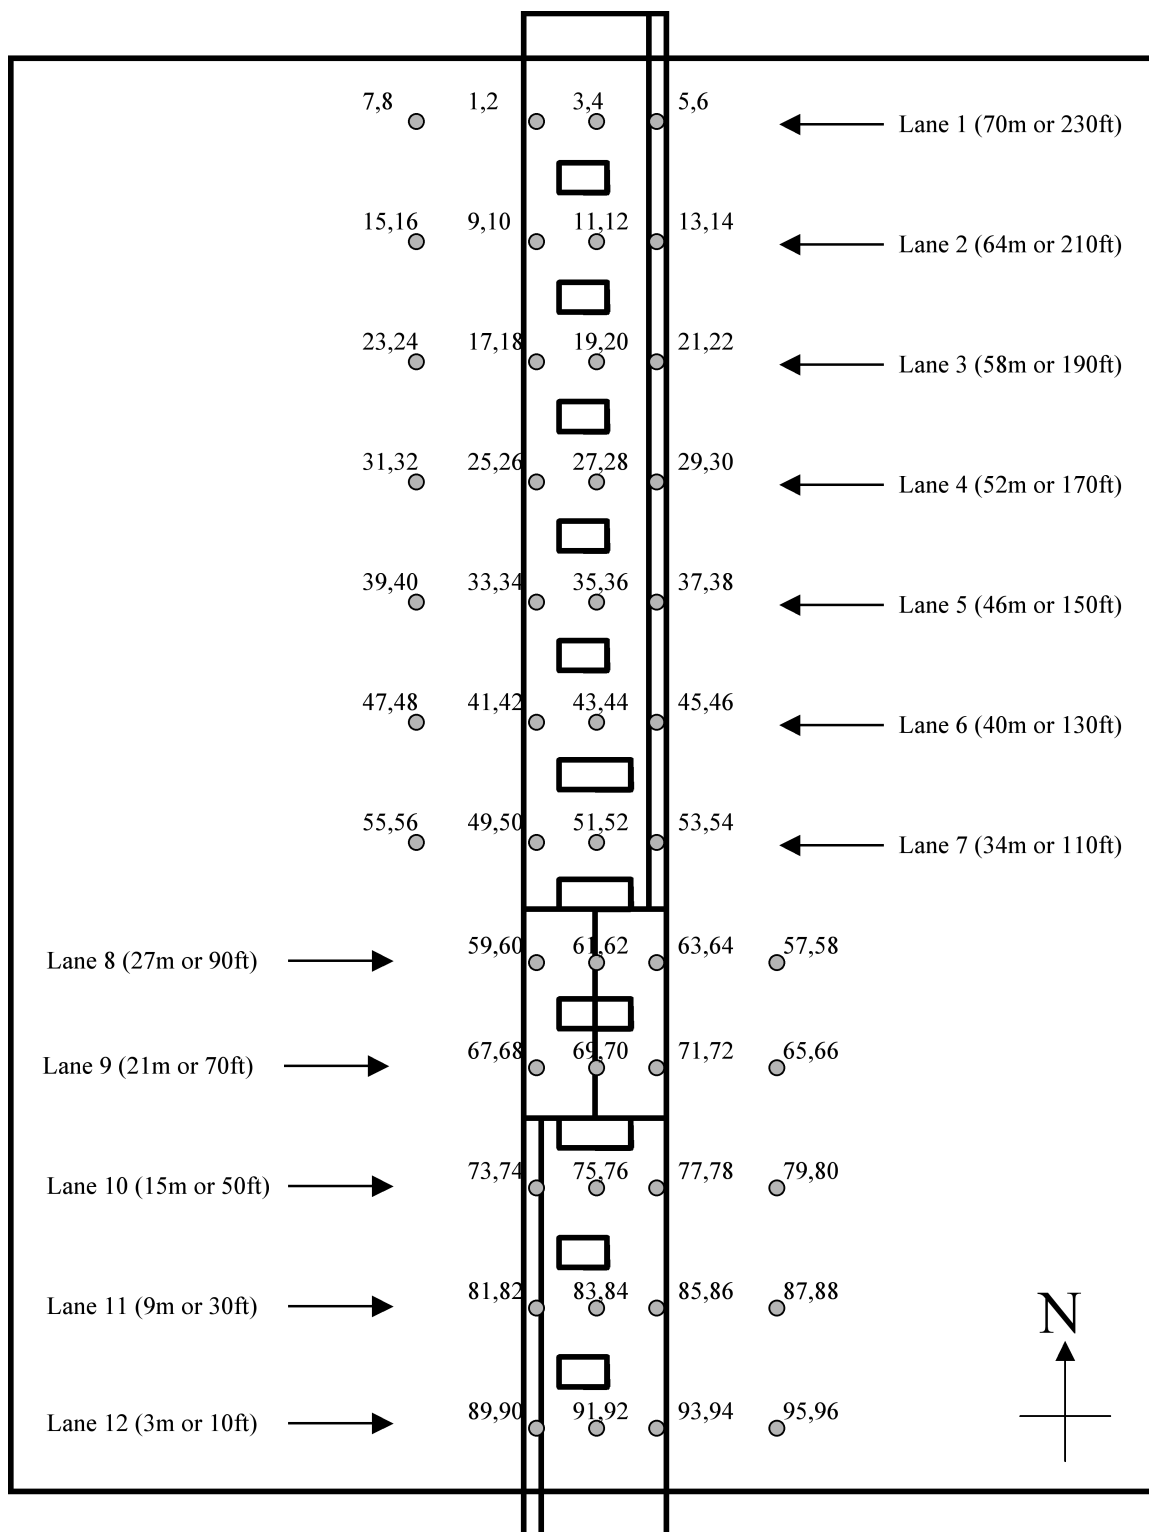 7,8 1,2 3,4 5,6
Lane 1 (70m or 230ft)
15,16 9,10 11,12 13,14
Lane 2 (64m or 210ft)
23,24 17,18 19,20 21,22
Lane 3 (58m or 190ft)
31,32 25,26 27,28 29,30
Lane 4 (52m or 170ft)
39,40 33,34 35,36 37,38
Lane 5 (46m or 150ft)
47,48 41,42 43,44 45,46
Lane 6 (40m or 130ft)
55,56 49,50 51,52 53,54
Lane 7 (34m or 110ft)
59,60 61,62 63,64 57,58
Lane 8 (27m or 90ft)
67,68 69,70 71,72 65,66
Lane 9 (21m or 70ft)
73,74 75,76 77,78 79,80
Lane 10 (15m or 50ft)
81,82 83,84 85,86 87,88
Lane 11 (9m or 30ft)
N
89,90 91,92 93,94 95,96
Lane 12 (3m or 10ft)